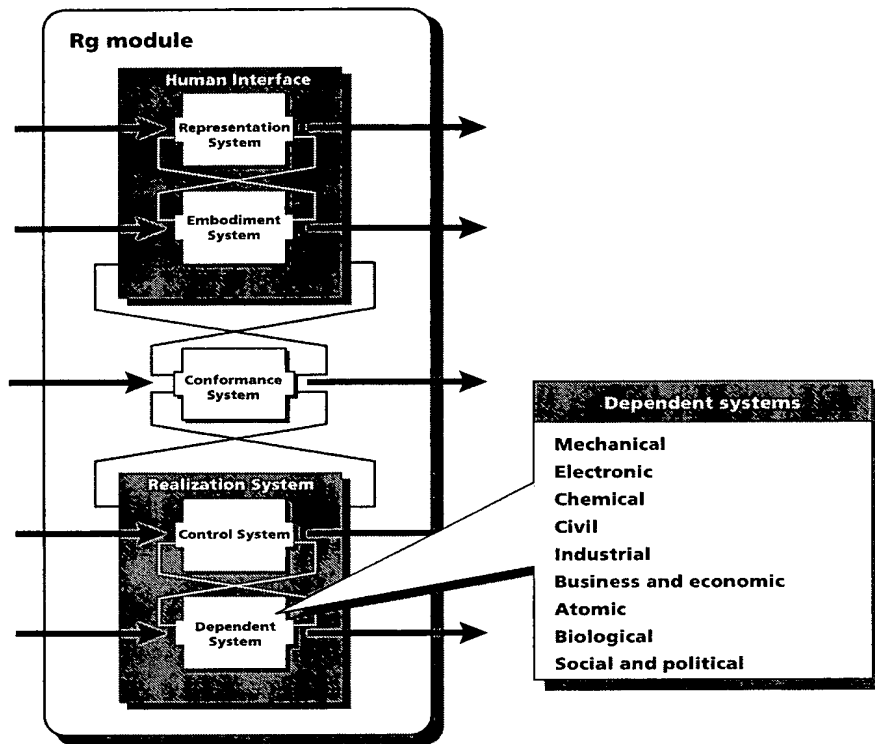 Rg module
Human Interface
Representation
System
Embodiment
System
Conformance
System
Realization System
Control System
Dependent
System
Dependent systems
Mechanical
Electronic
Chemical
Civil
Industrial
Business and economic
Atomic
Biological
Social and political